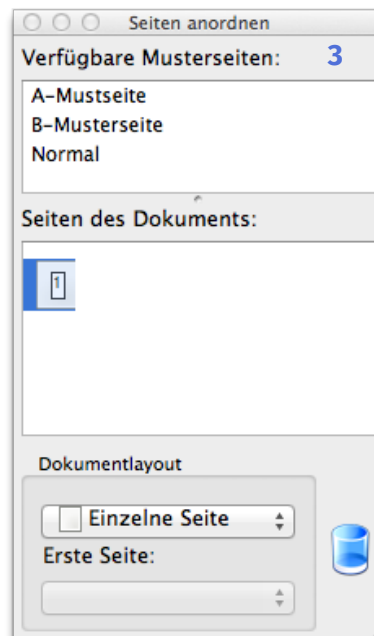 Seiten anordnen
Verfügbare Musterseiten: 3
A-Mustseite
B-Musterseite
Normal
Seiten des Dokuments:
1
Dokumentlayout
Einzelne Seite
Erste Seite: